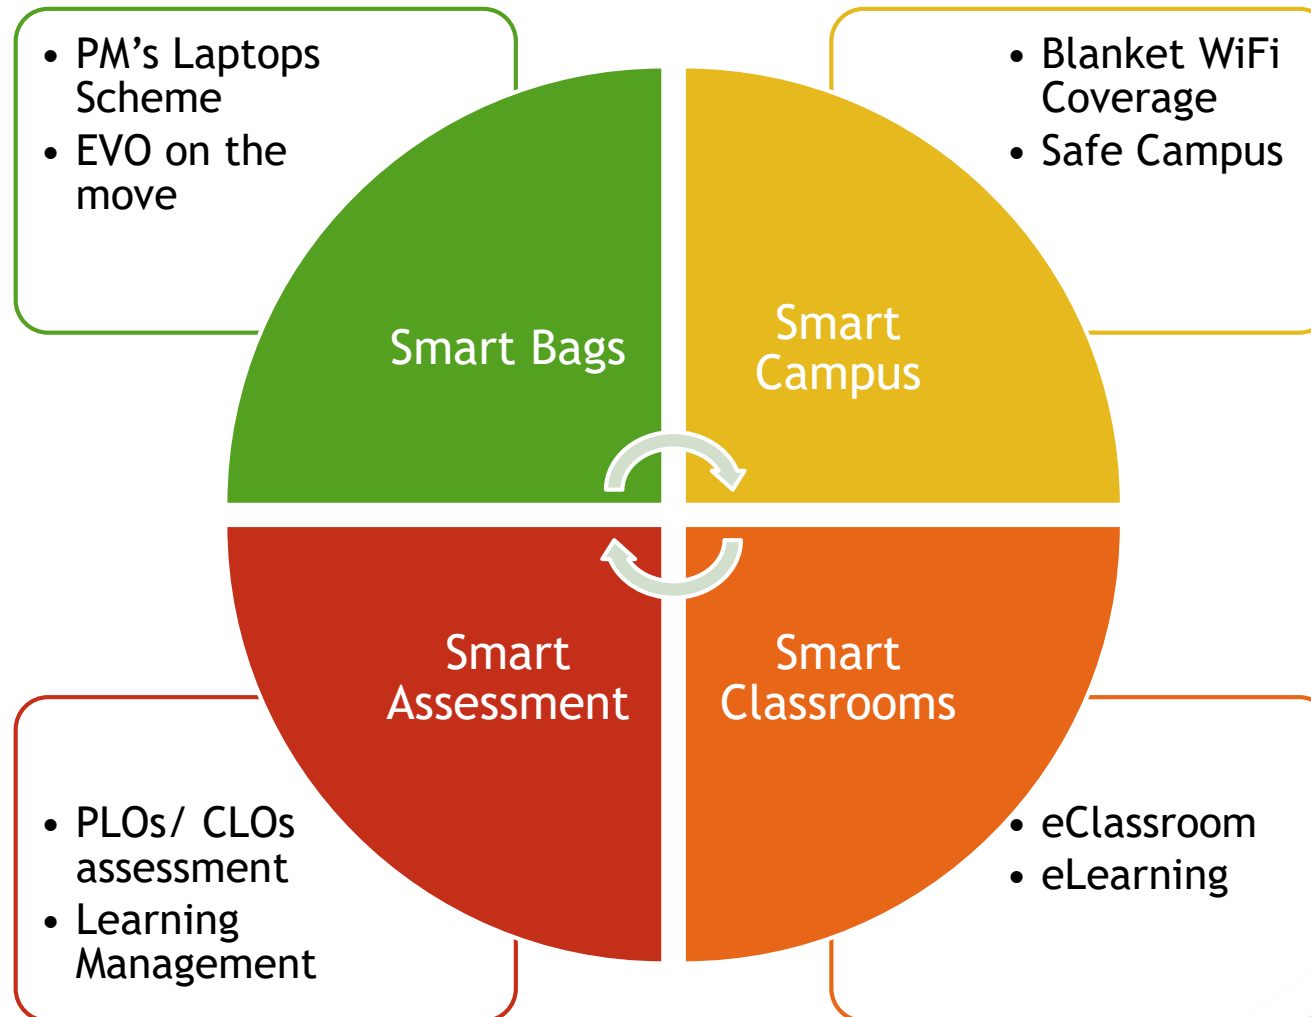 • PM’s Laptops
Scheme
• EVO on the
move
• Blanket WiFi
Coverage
• Safe Campus
Smart Bags
Smart
Campus
Smart
Assessment
Smart
Classrooms
• PLOs/ CLOs
assessment
• Learning
Management
• eClassroom
• eLearning